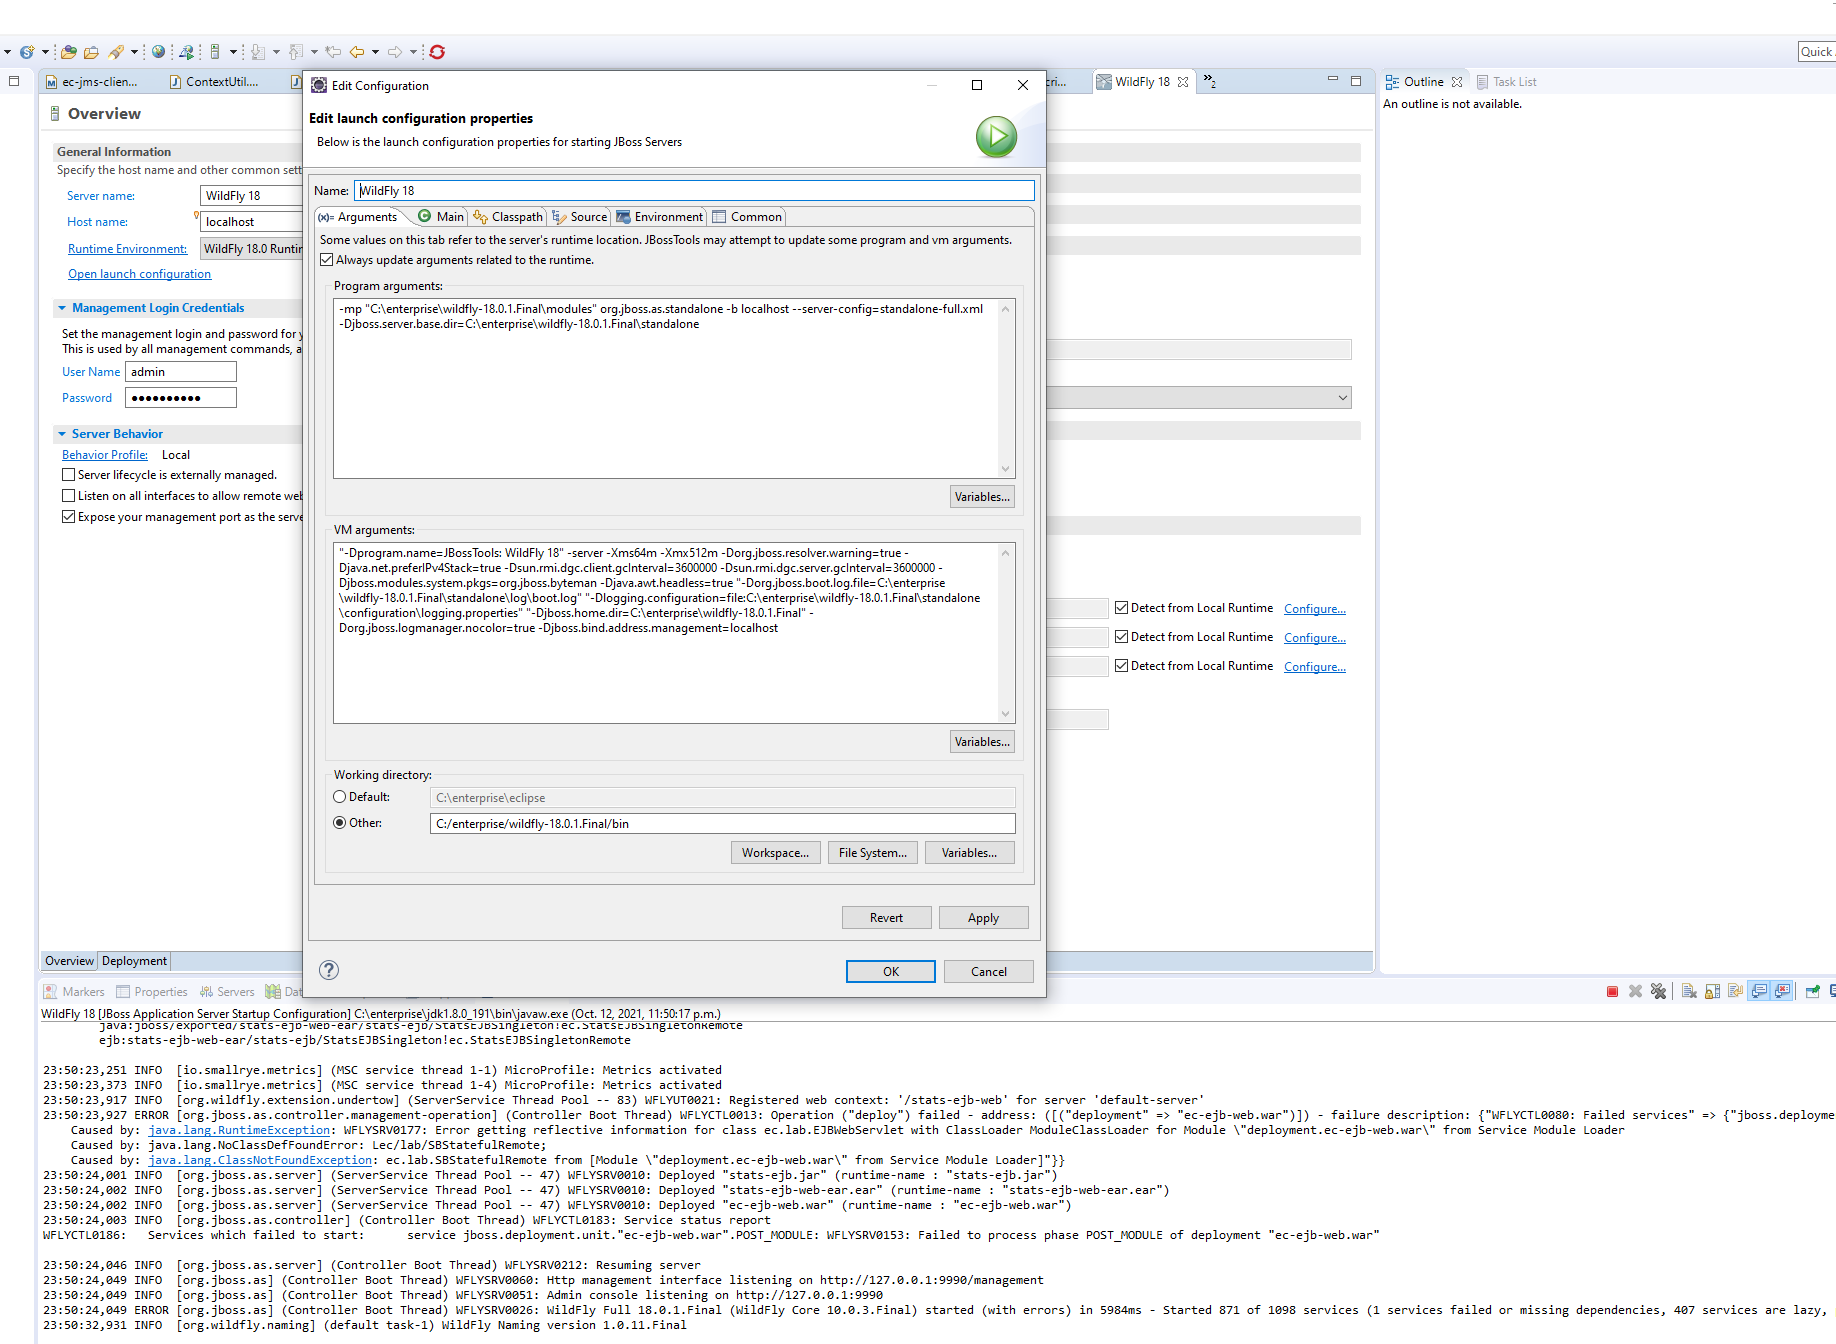 Quick
ec-jms-clien...
ContextUtil....
cri...
WildFly 18
2
Outline
Task List
An outline is not available.
Overview
General Information
Specify the host name and other common sett
Server name:
WildFly 18
Host name:
localhost
Runtime Environment:
WildFly 18.0 Runtin
Open launch configuration
Management Login Credentials
Set the management login and password for y
This is used by all management commands, a
User Name
admin
Password
Server Behavior
Behavior Profile:
Local
Server lifecycle is externally managed.
Listen on all interfaces to allow remote web
Expose your management port as the serve
Overview
Deployment
Edit Configuration
Edit launch configuration properties
Below is the launch configuration properties for starting JBoss Servers
Name:
WildFly 18
(x)= Arguments
Main
Classpath
Source
Environment
Common
Some values on this tab refer to the server's runtime location. JBossTools may attempt to update some program and vm arguments.
Always update arguments related to the runtime.
Program arguments:
-mp "C:\enterprise\wildfly-18.0.1.Final\modules" org.jboss.as.standalone -b localhost --server-config=standalone-full.xml
-Djboss.server.base.dir=C:\enterprise\wildfly-18.0.1.Final\standalone
Variables...
VM arguments:
"-Dprogram.name=JBossTools: WildFly 18" -server -Xms64m -Xmx512m -Dorg.jboss.resolver.warning=true -
Djava.net.preferIPv4Stack=true -Dsun.rmi.dgc.client.gcInterval=3600000 -Dsun.rmi.dgc.server.gcInterval=3600000 -
Djboss.modules.system.pkgs=org.jboss.byteman -Djava.awt.headless=true "-Dorg.jboss.boot.log.file=C:\enterprise
\wildfly-18.0.1.Final\standalone\log\boot.log" "-Dlogging.configuration=file:C:\enterprise\wildfly-18.0.1.Final\standalone
\configuration\logging.properties" "-Djboss.home.dir=C:\enterprise\wildfly-18.0.1.Final" -
Dorg.jboss.logmanager.nocolor=true -Djboss.bind.address.management=localhost
Variables...
Working directory:
Default:
C:\enterprise\eclipse
Other:
C:/enterprise/wildfly-18.0.1.Final/bin
Workspace...
File System...
Variables...
Revert
Apply
OK
Cancel
Detect from Local Runtime
Configure...
Detect from Local Runtime
Configure...
Detect from Local Runtime
Configure...
Markers
Properties
Servers
Dat
WildFly 18 [JBoss Application Server Startup Configuration] C:\enterprise\jdk1.8.0_191\bin\javaw.exe (Oct. 12, 2021, 11:50:17 p.m.)
java:jboss/exported/stats-ejb-web-ear/stats-ejb/StatsEJBSingleton!ec.StatsEJBSingletonRemote
ejb:stats-ejb-web-ear/stats-ejb/StatsEJBSingleton!ec.StatsEJBSingletonRemote
23:50:23,251 INFO  [io.smallrye.metrics] (MSC service thread 1-1) MicroProfile: Metrics activated
23:50:23,373 INFO  [io.smallrye.metrics] (MSC service thread 1-4) MicroProfile: Metrics activated
23:50:23,917 INFO  [org.wildfly.extension.undertow] (ServerService Thread Pool -- 83) WFLYUT0021: Registered web context: '/stats-ejb-web' for server 'default-server'
23:50:23,927 ERROR [org.jboss.as.controller.management-operation] (Controller Boot Thread) WFLYCTL0013: Operation ("deploy") failed - address: ([("deployment" => "ec-ejb-web.war")]) - failure description: {"WFLYCTL0080: Failed services" => {"jboss.deployme
Caused by: java.lang.RuntimeException: WFLYSRV0177: Error getting reflective information for class ec.lab.EJBWebServlet with ClassLoader ModuleClassLoader for Module \"deployment.ec-ejb-web.war\" from Service Module Loader
Caused by: java.lang.NoClassDefFoundError: Lec/lab/SBStatefulRemote;
Caused by: java.lang.ClassNotFoundException: ec.lab.SBStatefulRemote from [Module \"deployment.ec-ejb-web.war\" from Service Module Loader]"}}
23:50:24,001 INFO  [org.jboss.as.server] (ServerService Thread Pool -- 47) WFLYSRV0010: Deployed "stats-ejb.jar" (runtime-name : "stats-ejb.jar")
23:50:24,002 INFO  [org.jboss.as.server] (ServerService Thread Pool -- 47) WFLYSRV0010: Deployed "stats-ejb-web-ear.ear" (runtime-name : "stats-ejb-web-ear.ear")
23:50:24,002 INFO  [org.jboss.as.server] (ServerService Thread Pool -- 47) WFLYSRV0010: Deployed "ec-ejb-web.war" (runtime-name : "ec-ejb-web.war")
23:50:24,003 INFO  [org.jboss.as.controller] (Controller Boot Thread) WFLYCTL0183: Service status report
WFLYCTL0186:   Services which failed to start:      service jboss.deployment.unit."ec-ejb-web.war".POST_MODULE: WFLYSRV0153: Failed to process phase POST_MODULE of deployment "ec-ejb-web.war"
23:50:24,046 INFO  [org.jboss.as.server] (Controller Boot Thread) WFLYSRV0212: Resuming server
23:50:24,049 INFO  [org.jboss.as] (Controller Boot Thread) WFLYSRV0060: Http management interface listening on http://127.0.0.1:9990/management
23:50:24,049 INFO  [org.jboss.as] (Controller Boot Thread) WFLYSRV0051: Admin console listening on http://127.0.0.1:9990
23:50:24,049 ERROR [org.jboss.as] (Controller Boot Thread) WFLYSRV0026: WildFly Full 18.0.1.Final (WildFly Core 10.0.3.Final) started (with errors) in 5984ms - Started 871 of 1098 services (1 services failed or missing dependencies, 407 services are lazy,
23:50:32,931 INFO  [org.wildfly.naming] (default task-1) WildFly Naming version 1.0.11.Final